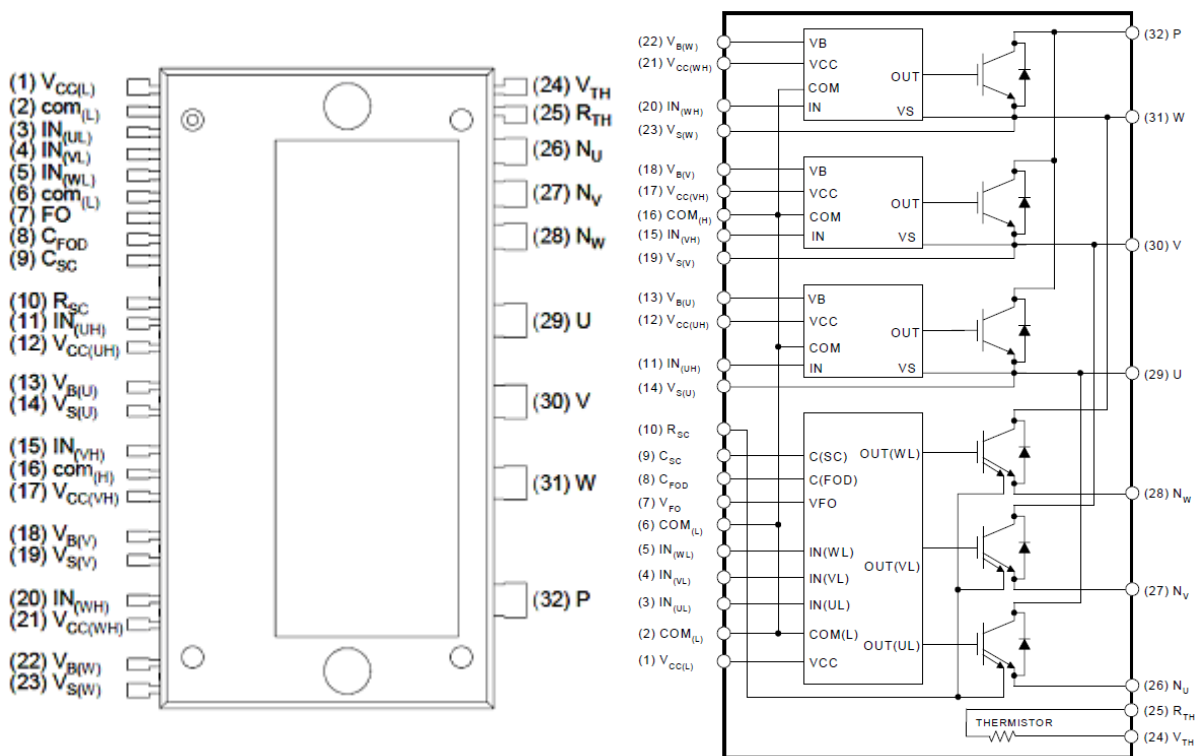 (1) VCC(L)
(2) com(L)
(3) IN(UL)
(4) IN(VL)
(5) IN(WL)
(6) com(L)
(7) FO
(8) CFOD
(9) CSC
(10) RSC
(11) IN(UH)
(12) VCC(UH)
(13) VB(U)
(14) VS(U)
(15) IN(VH)
(16) com(H)
(17) VCC(VH)
(18) VB(V)
(19) VS(V)
(20) IN(WH)
(21) VCC(WH)
(22) VB(W)
(23) VS(W)
(24) VTH
(25) RTH
(26) NU
(27) NV
(28) NW
(29) U
(30) V
(31) W
(32) P
(22) VB(W)
(21) VCC(WH)
(20) IN(WH)
(23) VS(W)
VB
VCC
COM
IN
OUT
VS
(18) VB(V)
(17) VCC(VH)
(16) COM(H)
(15) IN(VH)
(19) VS(V)
VB
VCC
COM
IN
OUT
VS
(13) VB(U)
(12) VCC(UH)
(11) IN(UH)
(14) VS(U)
VB
VCC
COM
IN
OUT
VS
(10) RSC
(9) CSC
(8) CFOD
(7) VFO
(6) COM(L)
(5) IN(WL)
(4) IN(VL)
(3) IN(UL)
(2) COM(L)
(1) VCC(L)
C(SC)
C(FOD)
VFO
IN(WL)
IN(VL)
IN(UL)
COM(L)
VCC
OUT(WL)
OUT(VL)
OUT(UL)
THERMISTOR
(32) P
(31) W
(30) V
(29) U
(28) NW
(27) NV
(26) NU
(25) RTH
(24) VTH